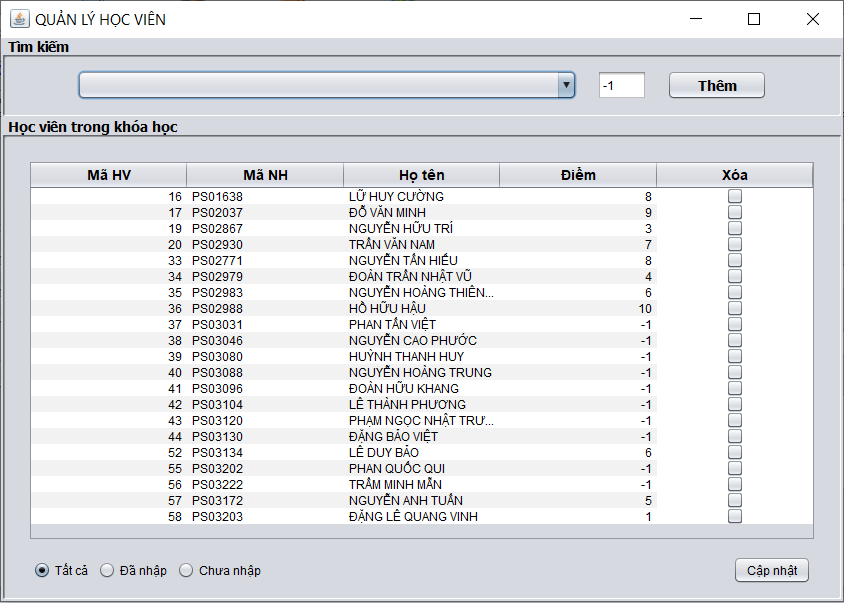 QUẢN LÝ HỌC VIÊN
Tìm kiếm
-1 Thêm
Học viên trong khóa học
Mã HV Mã NH Họ tên Điểm Xóa
16 PS01638 LỮ HUY CƯỜNG 8
17 PS02037 ĐỖ VĂN MINH 9
19 PS02867 NGUYỄN HỮU TRÍ 3
20 PS02930 TRẦN VĂN NAM 7
33 PS02771 NGUYỄN TẤN HIẾU 8
34 PS02979 ĐOÀN TRẦN NHẬT VŨ 4
35 PS02983 NGUYỄN HOÀNG THIÊN... 6
36 PS02988 HỒ HỮU HẬU 10
37 PS03031 PHAN TẤN VIỆT -1
38 PS03046 NGUYỄN CAO PHƯỚC -1
39 PS03080 HUỲNH THANH HUY -1
40 PS03088 NGUYỄN HOÀNG TRUNG -1
41 PS03096 ĐOÀN HỮU KHANG -1
42 PS03104 LÊ THÀNH PHƯƠNG -1
43 PS03120 PHẠM NGỌC NHẬT TRƯ... -1
44 PS03130 ĐẶNG BẢO VIỆT -1
52 PS03134 LÊ DUY BẢO 6
55 PS03202 PHAN QUỐC QUI -1
56 PS03222 TRẦM MINH MẪN -1
57 PS03172 NGUYỄN ANH TUẤN 5
58 PS03203 ĐẶNG LÊ QUANG VINH 1
Tất cả Đã nhập Chưa nhập Cập nhật